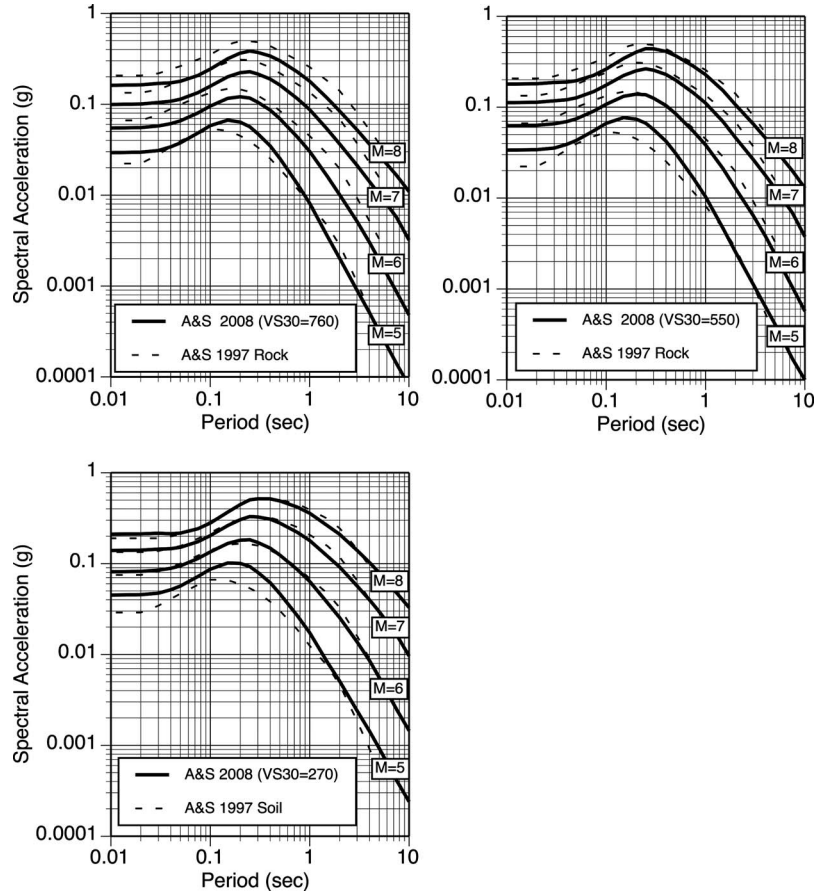 Spectral Acceleration (g)
1
0.1
0.01
0.001
0.0001
M=8
M=7
M=6
M=5
A&S 2008 (VS30=760)
A&S 1997 Rock
0.01
0.1
1
10
Period (sec)
Spectral Acceleration (g)
1
0.1
0.01
0.001
0.0001
M=8
M=7
M=6
M=5
A&S 2008 (VS30=550)
A&S 1997 Rock
0.01
0.1
1
10
Period (sec)
Spectral Acceleration (g)
1
0.1
0.01
0.001
0.0001
M=8
M=7
M=6
M=5
A&S 2008 (VS30=270)
A&S 1997 Soil
0.01
0.1
1
10
Period (sec)